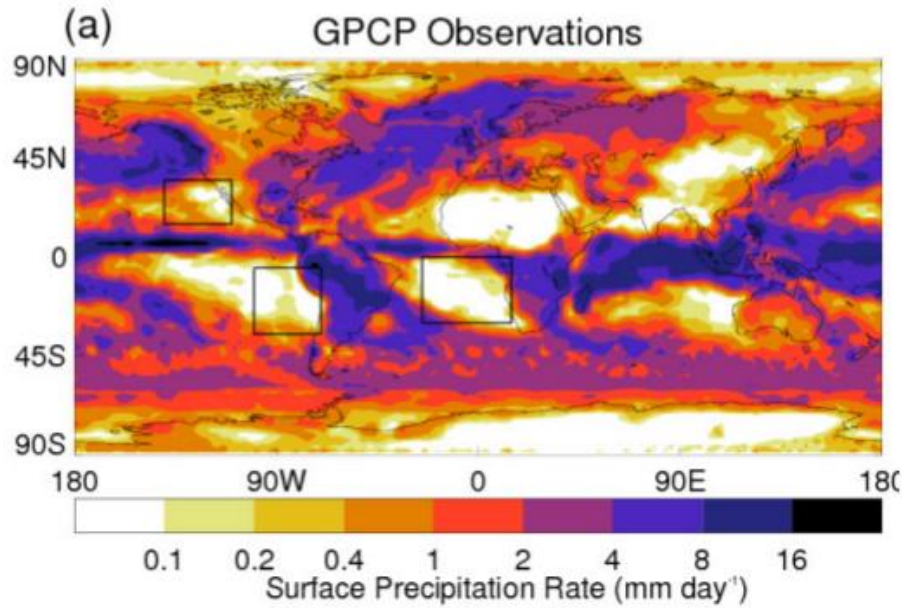 (a)
GPCP Observations
90N
45N
0
45S
90S
180 90W 0 90E 180
0.1 0.2 0.4 1 2 4 8 16
Surface Precipitation Rate (mm day⁻¹)